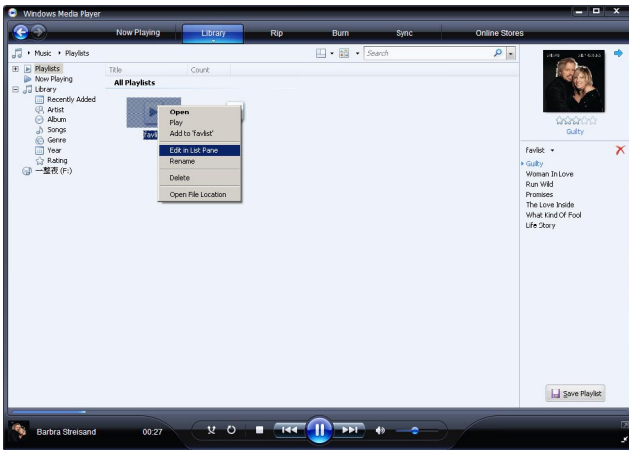 Windows Media Player
Now Playing Library Rip Burn Sync Online Stores
Music Playlists
Search
Playlists
Now Playing
Library
Recently Added
Artist
Album
Songs
Genre
Year
Rating
一整夜 (F:)
Title Count
All Playlists
Open
Play
Add to 'favlist'
Edit in List Pane
Rename
Delete
Open File Location
Guilty
favlist
Guilty
Woman In Love
Run Wild
Promises
The Love Inside
What Kind Of Fool
Life Story
Save Playlist
Barbra Streisand 00:27